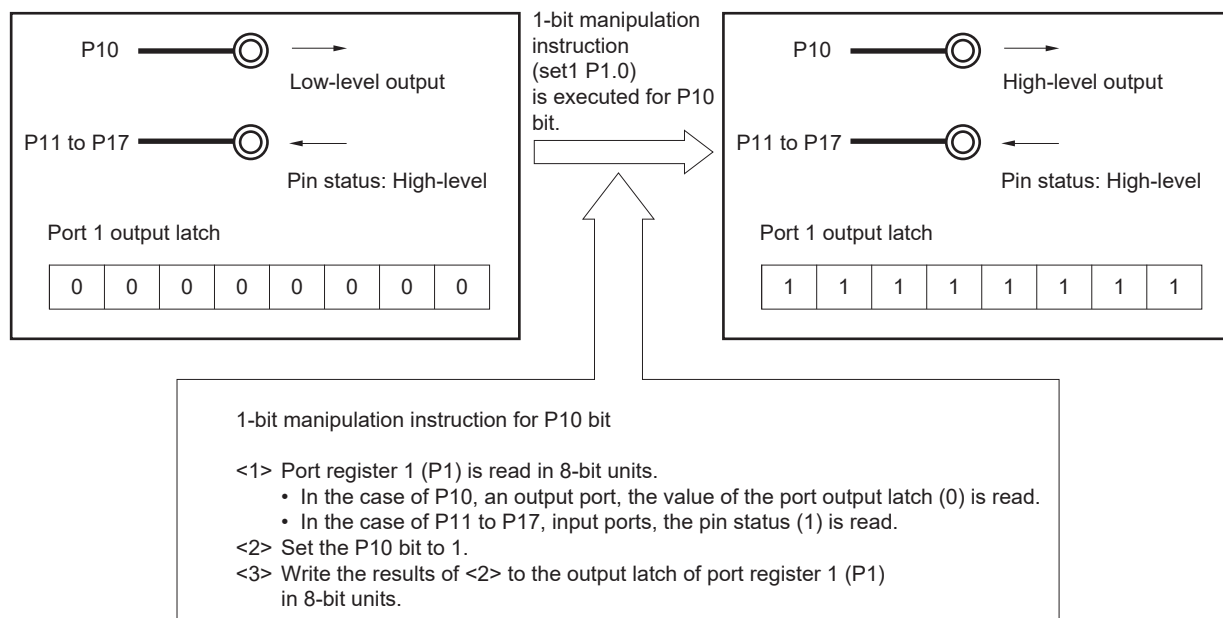 P10
Low-level output
P11 to P17
Pin status: High-level
Port 1 output latch
0 0 0 0 0 0 0 0
1-bit manipulation
instruction
(set1 P1.0)
is executed for P10
bit.
P10
High-level output
P11 to P17
Pin status: High-level
Port 1 output latch
1 1 1 1 1 1 1 1
1-bit manipulation instruction for P10 bit
<1> Port register 1 (P1) is read in 8-bit units.
• In the case of P10, an output port, the value of the port output latch (0) is read.
• In the case of P11 to P17, input ports, the pin status (1) is read.
<2> Set the P10 bit to 1.
<3> Write the results of <2> to the output latch of port register 1 (P1)
in 8-bit units.